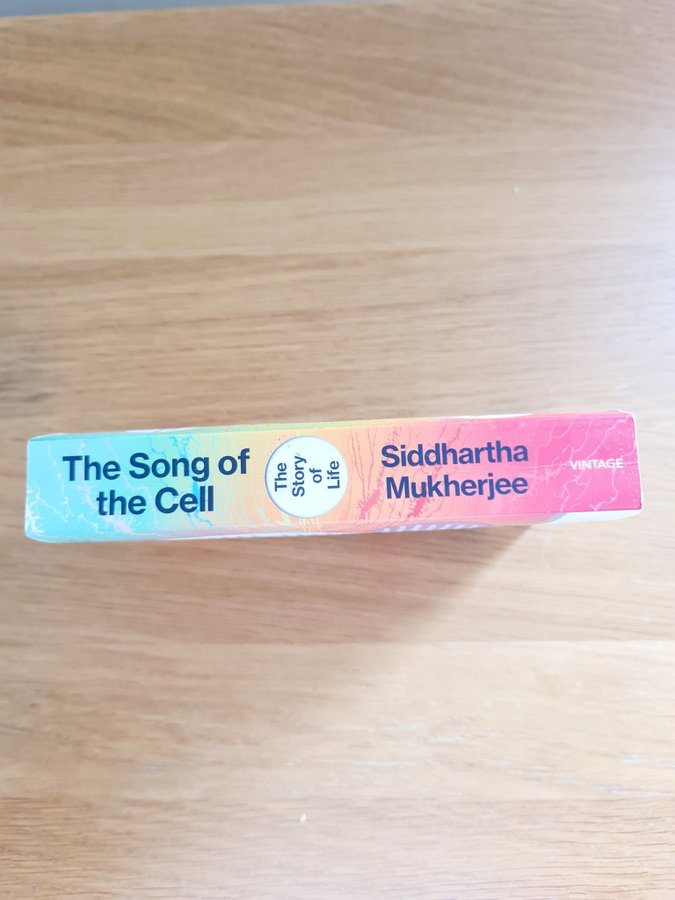 The Song of
the Cell
The
Story
of
Life
Siddhartha
Mukherjee
VINTAGE